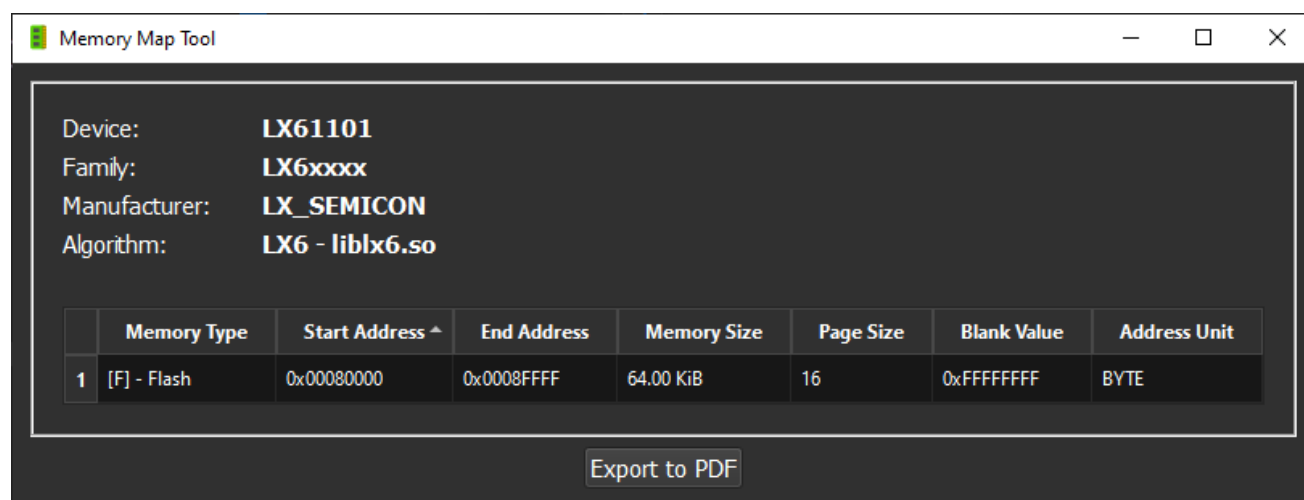 Memory Map Tool
Device: LX61101
Family: LX6xxxx
Manufacturer: LX_SEMICON
Algorithm: LX6 - liblx6.so
Memory Type Start Address End Address Memory Size Page Size Blank Value Address Unit
1 [F] - Flash 0x00080000 0x0008FFFF 64.00 KiB 16 0xFFFFFFFF BYTE
Export to PDF